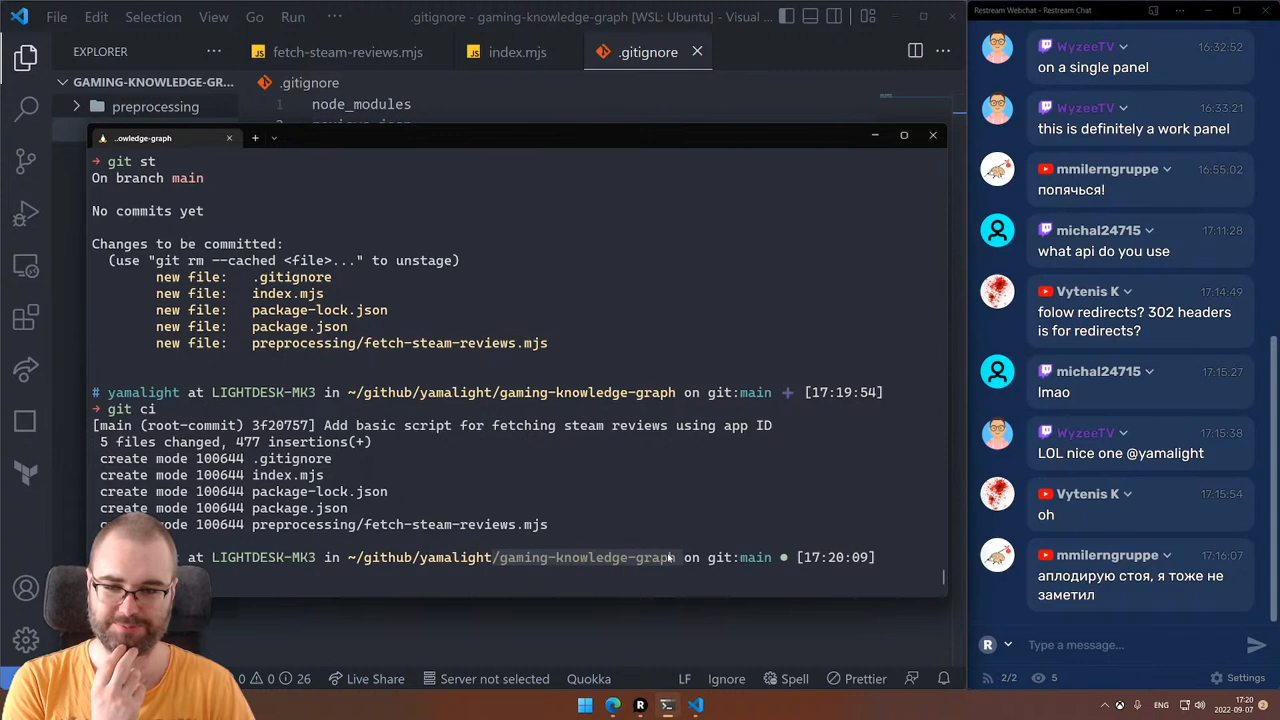 File Edit Selection View Go Run ··· .gitignore - gaming-knowledge-graph [WSL: Ubuntu] - Visual ...
EXPLORER ···
JS fetch-steam-reviews.mjs
JS index.mjs
.gitignore
GAMING-KNOWLEDGE-GR...
.gitignore
preprocessing
1 node_modules
..owledge-graph
→ git st
On branch main
No commits yet
Changes to be committed:
(use "git rm --cached <file>..." to unstage)
new file: .gitignore
new file: index.mjs
new file: package-lock.json
new file: package.json
new file: preprocessing/fetch-steam-reviews.mjs
# yamalight at LIGHTDESK-MK3 in ~/github/yamalight/gaming-knowledge-graph on git:main + [17:19:54]
→ git ci
[main (root-commit) 3f20757] Add basic script for fetching steam reviews using app ID
5 files changed, 477 insertions(+)
create mode 100644 .gitignore
create mode 100644 index.mjs
create mode 100644 package-lock.json
create mode 100644 package.json
mode 100644 preprocessing/fetch-steam-reviews.mjs
at LIGHTDESK-MK3 in ~/github/yamalight/gaming-knowledge-graph on git:main ● [17:20:09]
0 0 26 Live Share Server not selected Quokka LF Ignore Spell Prettier
Restream Webchat - Restream Chat
WyzeeTV 16:32:52
on a single panel
WyzeeTV 16:33:21
this is definitely a work panel
mmilerngruppe 16:55:02
попячься!
michal24715 17:11:28
what api do you use
Vytenis K 17:14:49
folow redirects? 302 headers
is for redirects?
michal24715 17:15:27
lmao
WyzeeTV 17:15:38
LOL nice one @yamalight
Vytenis K 17:15:54
oh
mmilerngruppe 17:16:07
аплодирую стоя, я тоже не
заметил
R Type a message...
2/2 5 Settings
17:20
2022-09-07